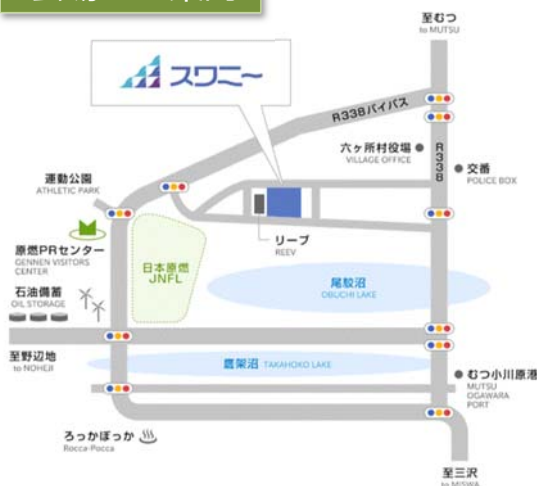 至むつ
to MUTSU
スワニ〜
R338バイパス
六ヶ所村役場
VILLAGE OFFICE
R338
交番
POLICE BOX
運動公園
ATHLETIC PARK
原燃PRセンター
GENNEN VISITORS
CENTER
リーブ
REEV
日本原燃
JNFL
尾駮沼
OBUCHI LAKE
石油備蓄
OIL STORAGE
至野辺地
to NOHEJI
鷹架沼 TAKAHOKO LAKE
むつ小川原港
MUTSU
OGAWARA
PORT
ろっかぽっか
Rocca-Pocca
至三沢
to MISWA